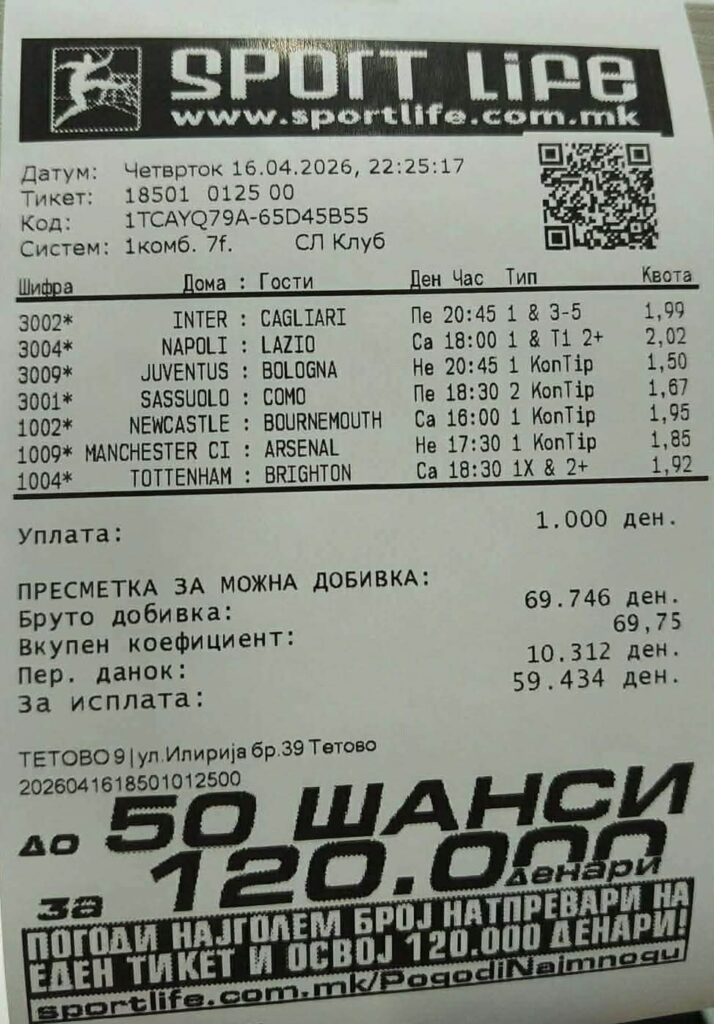 SPORT LIFE
www.sportlife.com.mk
Датум: Четврток 16.04.2026, 22:25:17
Тикет: 18501 0125 00
Код: 1TCAYQ79A-65D45B55
Систем: 1комб. 7f. СЛ Клуб
Шифра Дома : Гости Ден Час Тип Квота
3002* INTER : CAGLIARI Пе 20:45 1 & 3-5 1,99
3004* NAPOLI : LAZIO Са 18:00 1 & T1 2+ 2,02
3009* JUVENTUS : BOLOGNA Не 20:45 1 KonTip 1,50
3001* SASSUOLO : COMO Пе 18:30 2 KonTip 1,67
1002* NEWCASTLE : BOURNEMOUTH Са 16:00 1 KonTip 1,95
1009* MANCHESTER CI : ARSENAL Не 17:30 1 KonTip 1,85
1004* TOTTENHAM : BRIGHTON Са 18:30 1X & 2+ 1,92
Уплата: 1.000 ден.
ПРЕСМЕТКА ЗА МОЖНА ДОБИВКА:
Бруто добивка: 69.746 ден.
Вкупен коефициент: 69,75
Пер. данок: 10.312 ден.
За исплата: 59.434 ден.
ТЕТОВО 9|ул.Илирија бр.39 Тетово
2026041618501012500
до 50 ШАНСИ
за 120.000 денари
ПОГОДИ НАЈГОЛЕМ БРОЈ НАТПРЕВАРИ НА
ЕДЕН ТИКЕТ И ОСВОЈ 120.000 ДЕНАРИ!
sportlife.com.mk/PogodiNajmnogu